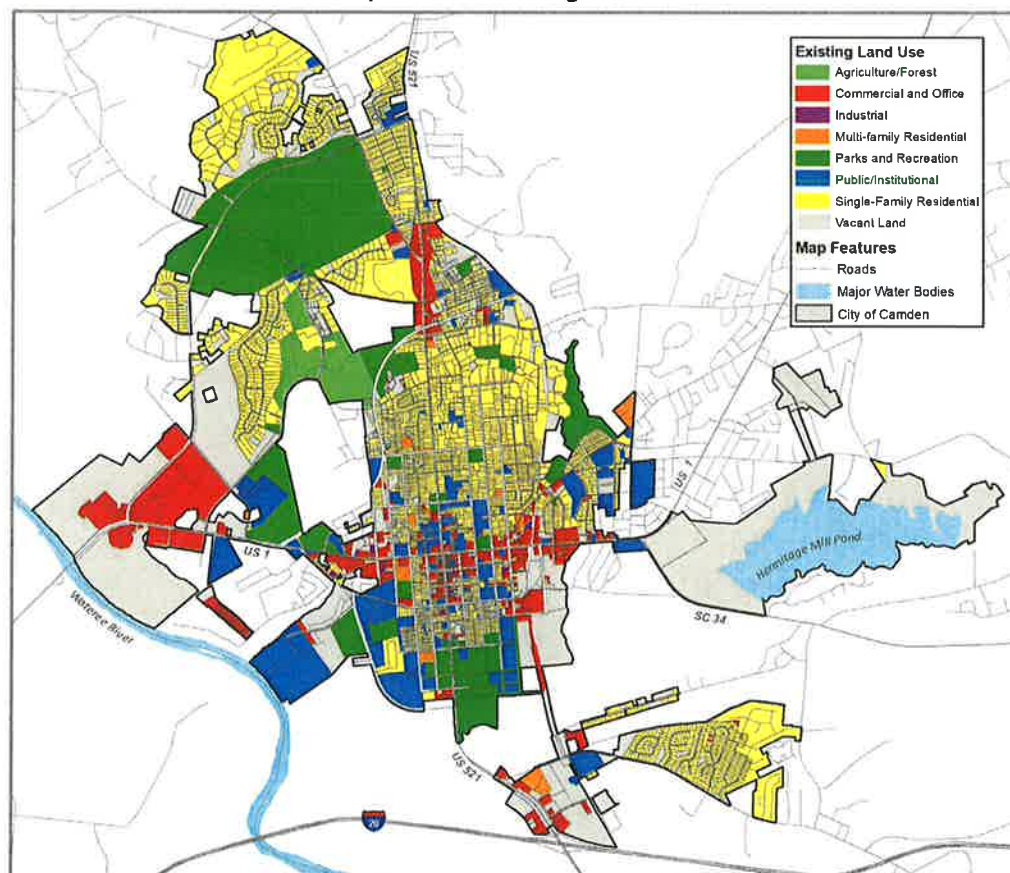 US 521
Existing Land Use
Agriculture/Forest
Commercial and Office
Industrial
Multi-family Residential
Parks and Recreation
Public/Institutional
Single-Family Residential
Vacant Land
Map Features
Roads
Major Water Bodies
City of Camden
US 1
US 1
Hermitage Mill Pond
SC 34
Wateree River
US 521
20